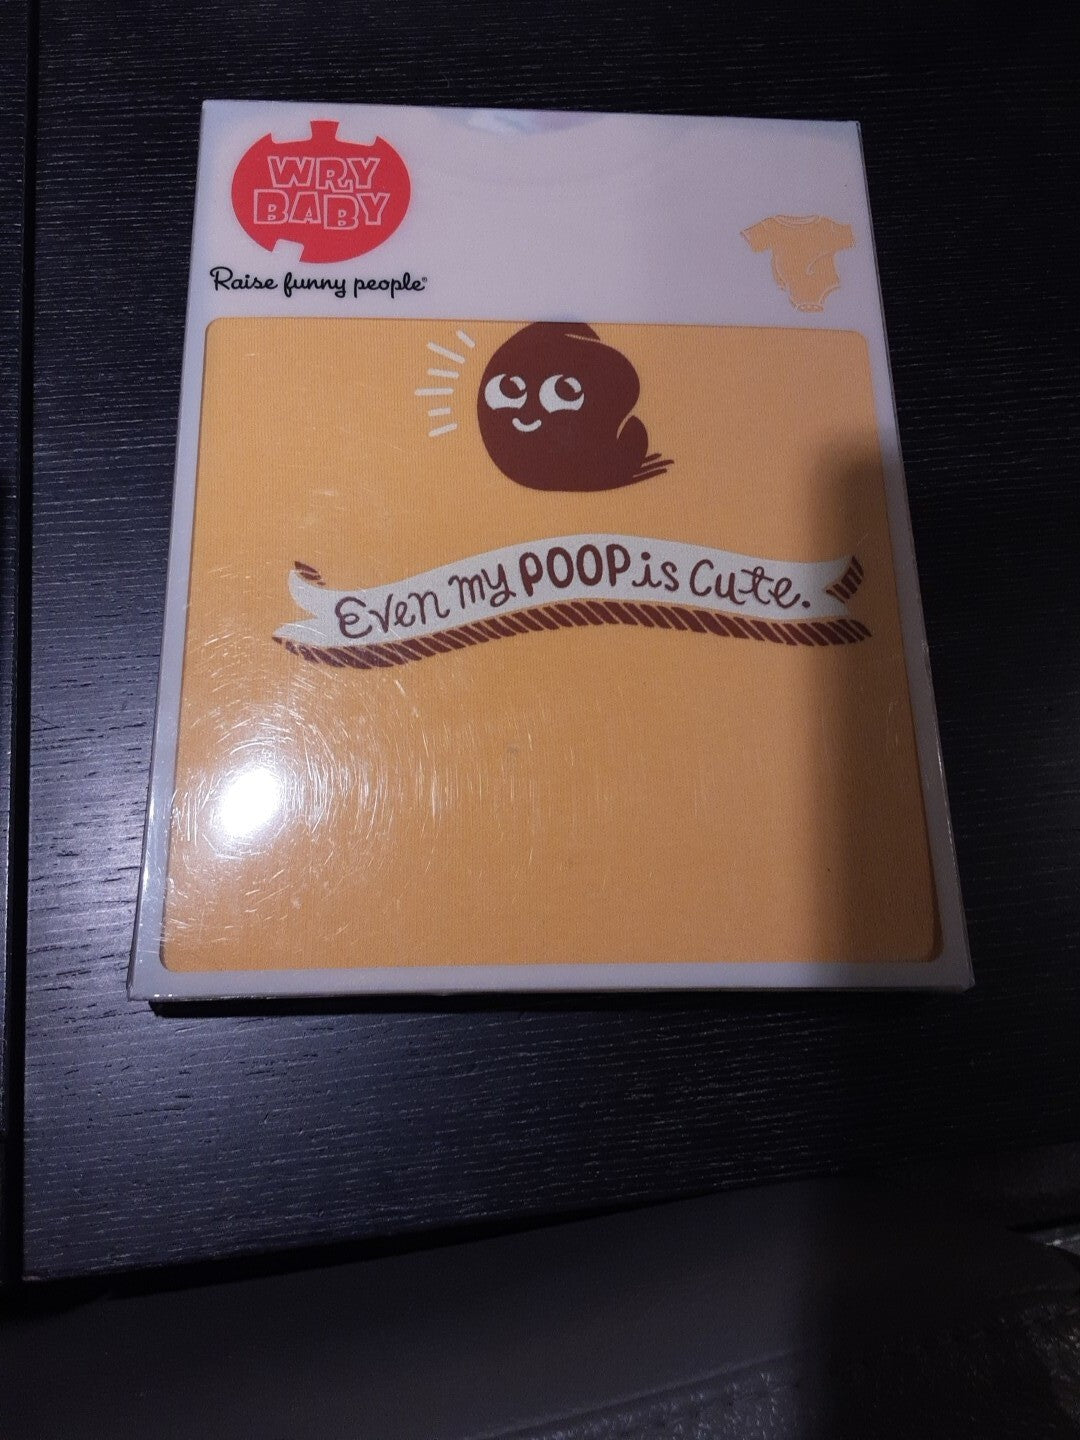 WRY
BABY
Raise funny people®
Even my POOP is Cute.